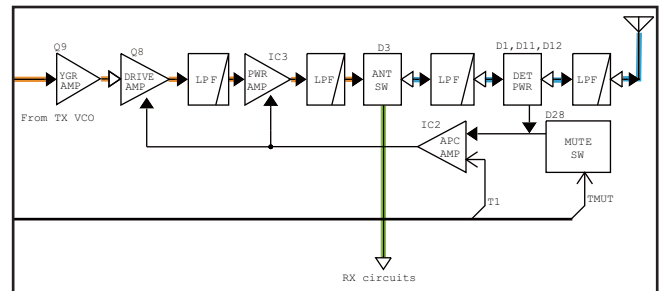 Q9
Q8
IC3
D3
D1,D11,D12
YGR
AMP
DRIVE
AMP
LPF
PWR
AMP
LPF
ANT
SW
LPF
DET
PWR
LPF
From TX VCO
IC2
D28
APC
AMP
MUTE
SW
T1
TMUT
RX circuits